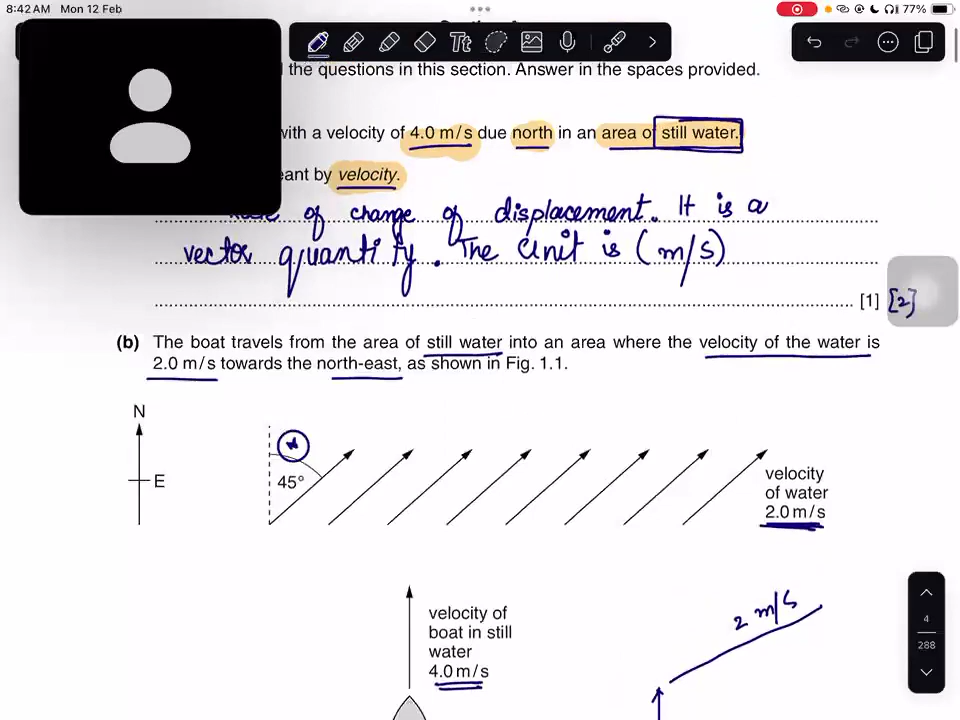 8:42 AM Mon 12 Feb
77%
Tt
the questions in this section. Answer in the spaces provided.
with a velocity of 4.0 m/s due north in an area of still water.
eant by velocity.
of change of displacement. It is a
vector quantity. The unit is (m/s)
[1] [2]
(b) The boat travels from the area of still water into an area where the velocity of the water is
2.0 m/s towards the north-east, as shown in Fig. 1.1.
N
E
45°
velocity
of water
2.0 m/s
velocity of
boat in still
water
4.0 m/s
2 m/s
4
288